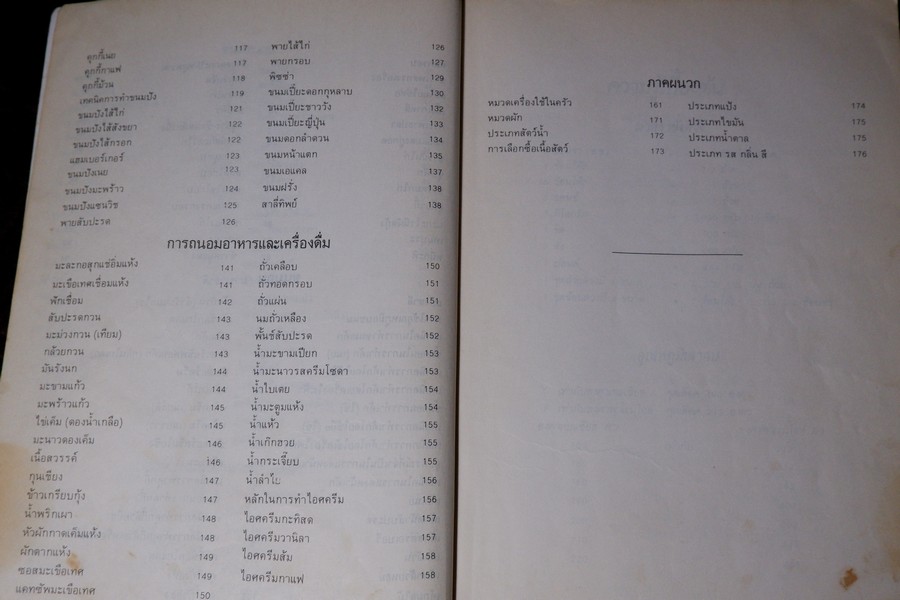 คุกกี้เนย 117 พายไส้ไก่ 126
คุกกี้กาแฟ 117 พายกรอบ 127
คุกกี้ม้วน 118 พิซซ่า 129
เทคนิคการทำขนมปัง 119 ขนมเปี๊ยะดอกกุหลาบ 130
ขนมปังไส้ไก่ 121 ขนมเปี๊ยะชาววัง 132
ขนมปังไส้สังขยา 122 ขนมเปี๊ยะญี่ปุ่น 133
ขนมปังไส้กรอก 122 ขนมดอกลำดวน 134
แฮมเบอร์เกอร์ 123 ขนมหน้าแตก 135
ขนมปังเนย 123 ขนมเอแคล 137
ขนมปังมะพร้าว 124 ขนมฝรั่ง 138
ขนมปังแซนวิช 125 สาลี่ทิพย์ 138
พายสับปะรด 126
การถนอมอาหารและเครื่องดื่ม
มะละกอสุกแช่อิ่มแห้ง 141 ถั่วเคลือบ 150
มะเขือเทศเชื่อมแห้ง 141 ถั่วทอดกรอบ 151
ฟักเชื่อม 142 ถั่วแผ่น 151
สับปะรดกวน 143 นมถั่วเหลือง 152
มะม่วงกวน (เทียม) 143 พั้นช์สับปะรด 152
กล้วยกวน 143 น้ำมะขามเปียก 153
มันรังนก 144 น้ำมะนาวรสครีมโซดา 153
มะขามแก้ว 144 น้ำใบเตย 154
มะพร้าวแก้ว 145 น้ำมะตูมแห้ง 154
ไข่เค็ม (ดองน้ำเกลือ) 145 น้ำแห้ว 155
มะนาวดองเค็ม 146 น้ำเก๊กฮวย 155
เนื้อสวรรค์ 146 น้ำกระเจี๊ยบ 155
กุนเชียง 147 น้ำลำไย 156
ข้าวเกรียบกุ้ง 147 หลักในการทำไอศครีม 156
น้ำพริกเผา 148 ไอศครีมกะทิสด 157
หัวผักกาดเค็มแห้ง 148 ไอศครีมวานิลา 157
ผักตากแห้ง 149 ไอศครีมส้ม 158
ซอสมะเขือเทศ 149 ไอศครีมกาแฟ 158
แคทซัพมะเขือเทศ 150
ภาคผนวก
หมวดเครื่องใช้ในครัว 161 ประเภทแป้ง 174
หมวดผัก 171 ประเภทไขมัน 175
ประเภทสัตว์น้ำ 172 ประเภทน้ำตาล 175
การเลือกซื้อเนื้อสัตว์ 173 ประเภท รส กลิ่น สี 176